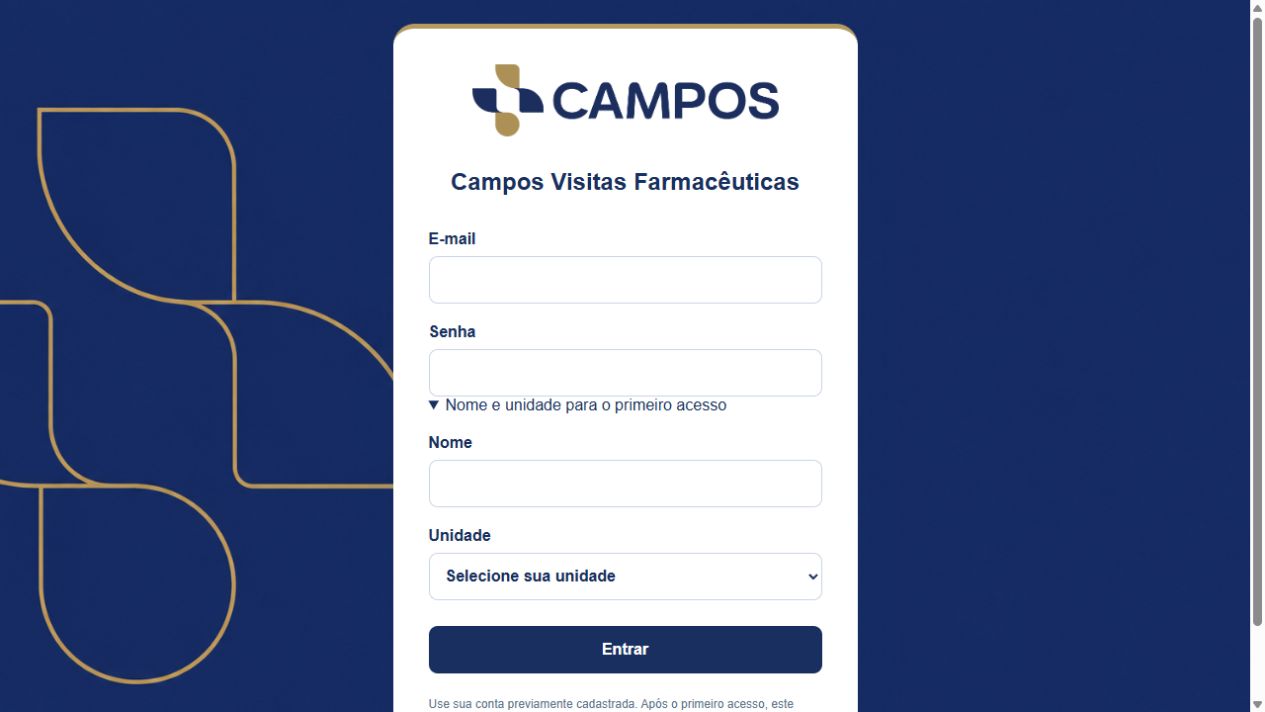 CAMPOS
Campos Visitas Farmacêuticas
E-mail
Senha
Nome e unidade para o primeiro acesso
Nome
Unidade
Selecione sua unidade
Entrar
Use sua conta previamente cadastrada. Após o primeiro acesso, este